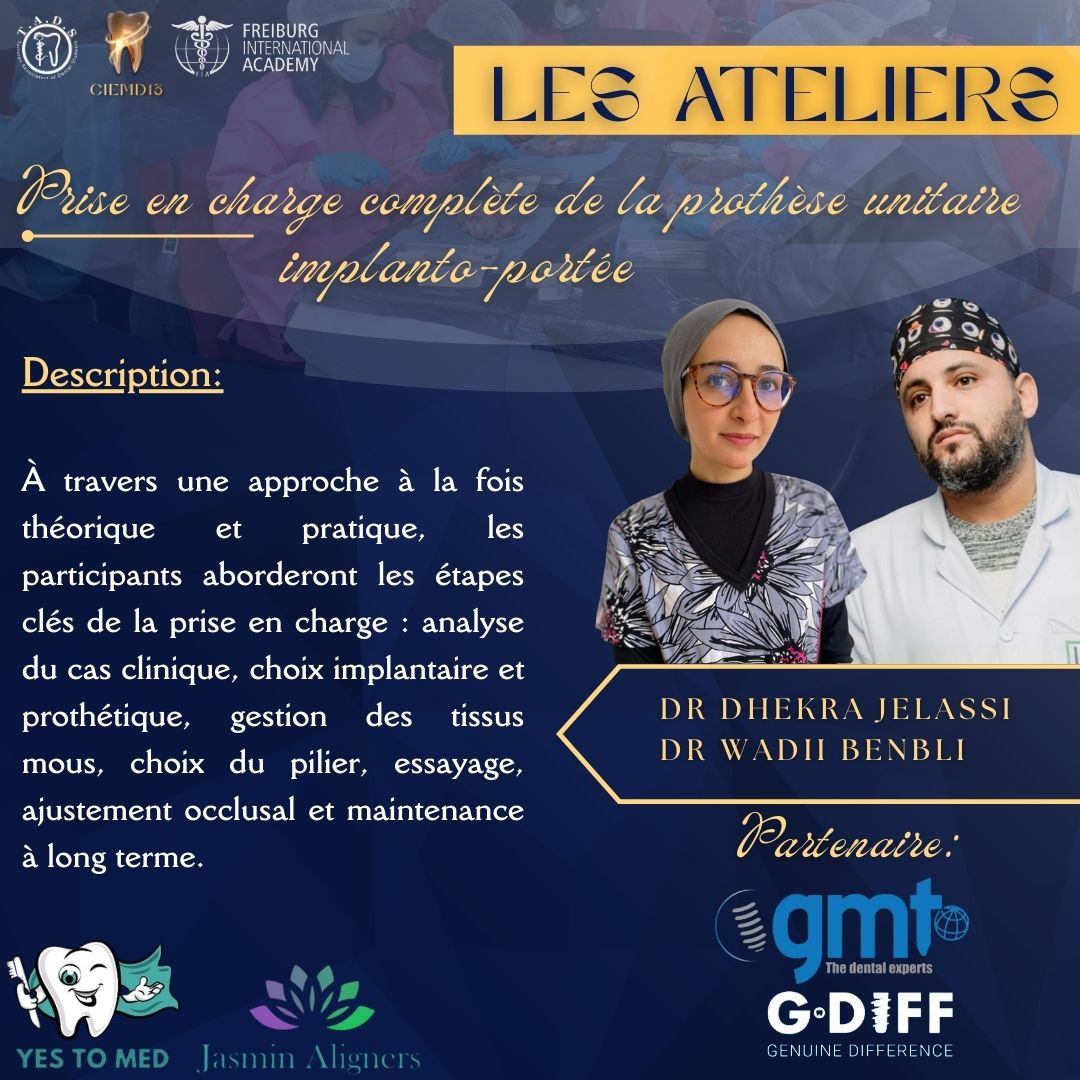 T.A.D.S
CIEMD13
FREIBURG
INTERNATIONAL
ACADEMY
FIA
LES ATELIERS
Prise en charge complète de la prothèse unitaire
implanto-portée
Description:
À travers une approche à la fois
théorique et pratique, les
participants aborderont les étapes
clés de la prise en charge : analyse
du cas clinique, choix implantaire et
prothétique, gestion des tissus
mous, choix du pilier, essayage,
ajustement occlusal et maintenance
à long terme.
DR DHEKRA JELASSI
DR WADII BENBLI
Partenaire:
gmt
The dental experts
G-DIFF
GENUINE DIFFERENCE
YES TO MED
Jasmin Aligners